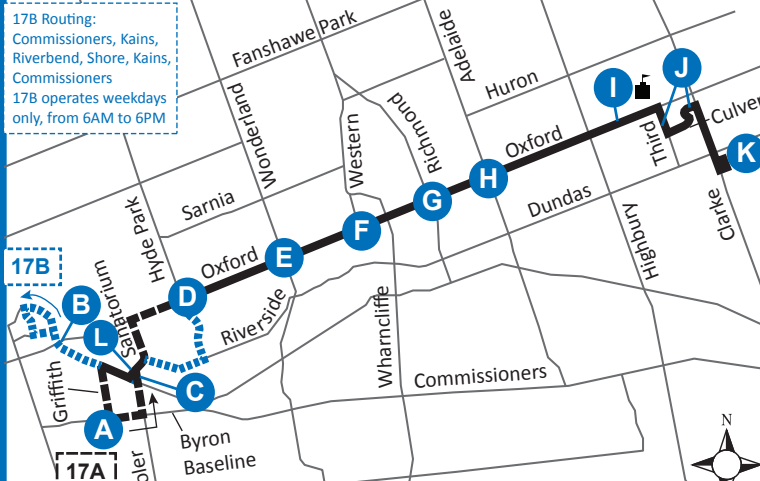 17B Routing:
Commissioners, Kains,
Riverbend, Shore, Kains,
Commissioners
17B operates weekdays
only, from 6AM to 6PM
Fanshawe Park
Adelaide
Huron
Wonderland
Western
Richmond
Oxford
I
J
Culver
Third
K
H
G
F
E
Dundas
Highbury
Clarke
Sarnia
Hyde Park
Oxford
D
Riverside
17B
B
Sanatorium
L
Wharncliffe
Commissioners
Griffith
C
A
Byron
Baseline
17A
N